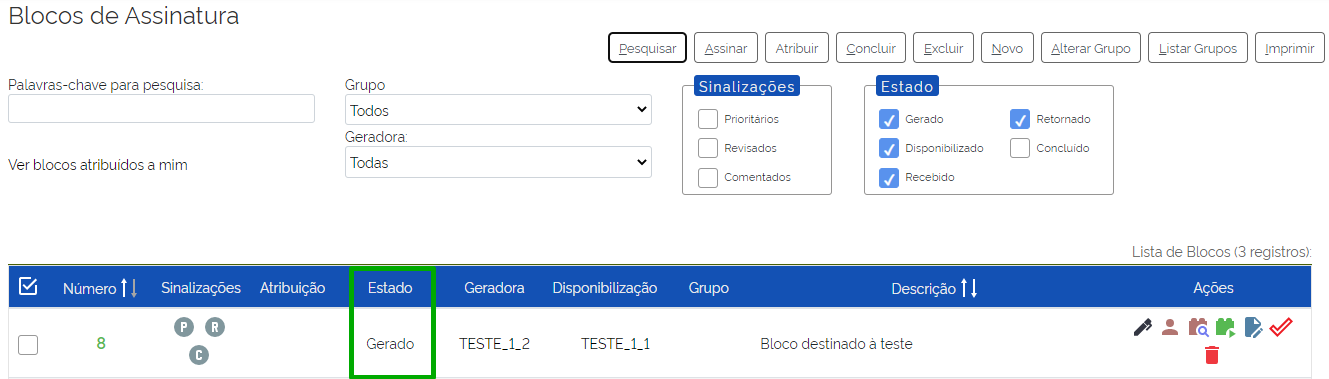 Blocos de Assinatura
Pesquisar Assinar Atribuir Concluir Excluir Novo Alterar Grupo Listar Grupos Imprimir
Palavras-chave para pesquisa:
Grupo
Todos
Geradora:
Todas
Ver blocos atribuídos a mim
Sinalizações
Prioritários
Revisados
Comentados
Estado
Gerado Retornado
Disponibilizado Concluído
Recebido
Lista de Blocos (3 registros):
Número Sinalizações Atribuição Estado Geradora Disponibilização Grupo Descrição Ações
P R
8 Gerado TESTE_1_2 TESTE_1_1 Bloco destinado à teste
C